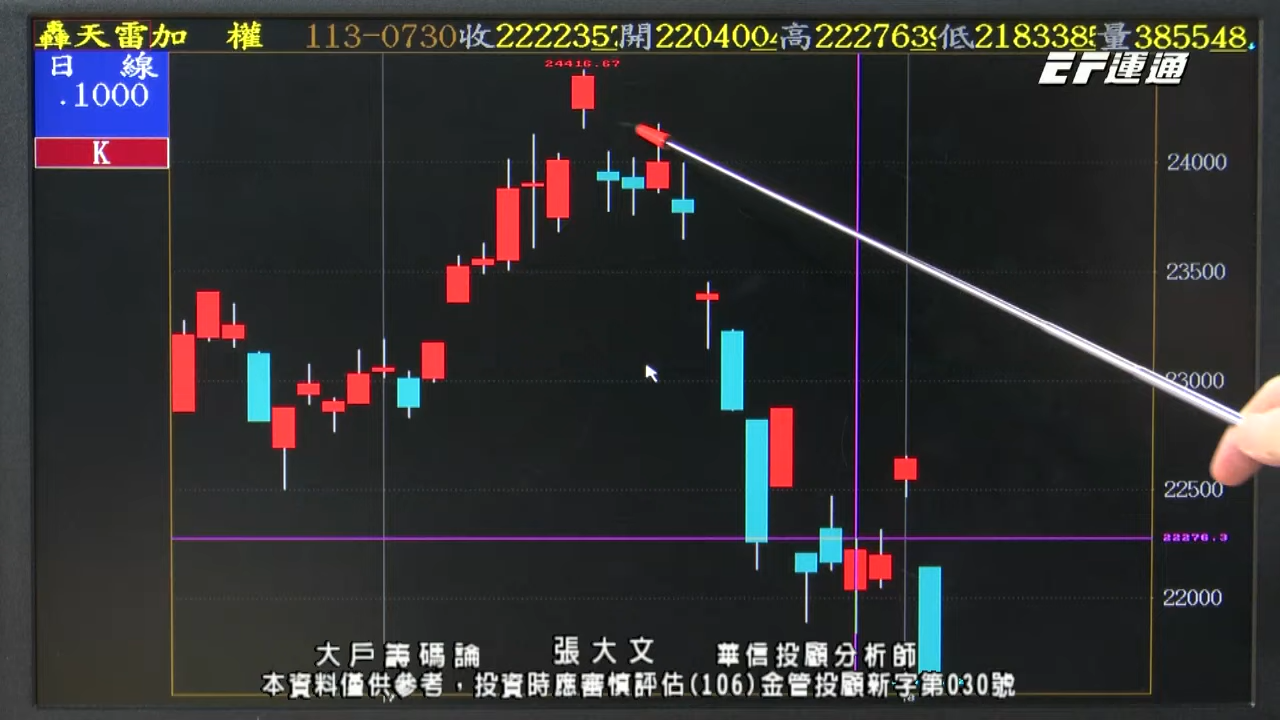 轟天雷加 權 113-0730收222235 開220400 高222763 低218338 量385548
EF運通
日 線
.1000
K
24416.67
24000
23500
23000
22500
22276.3
22000
大戶籌碼論 張大文 華信投顧分析師
本資料僅供參考，投資時應審慎評估(106)金管投顧新字第030號